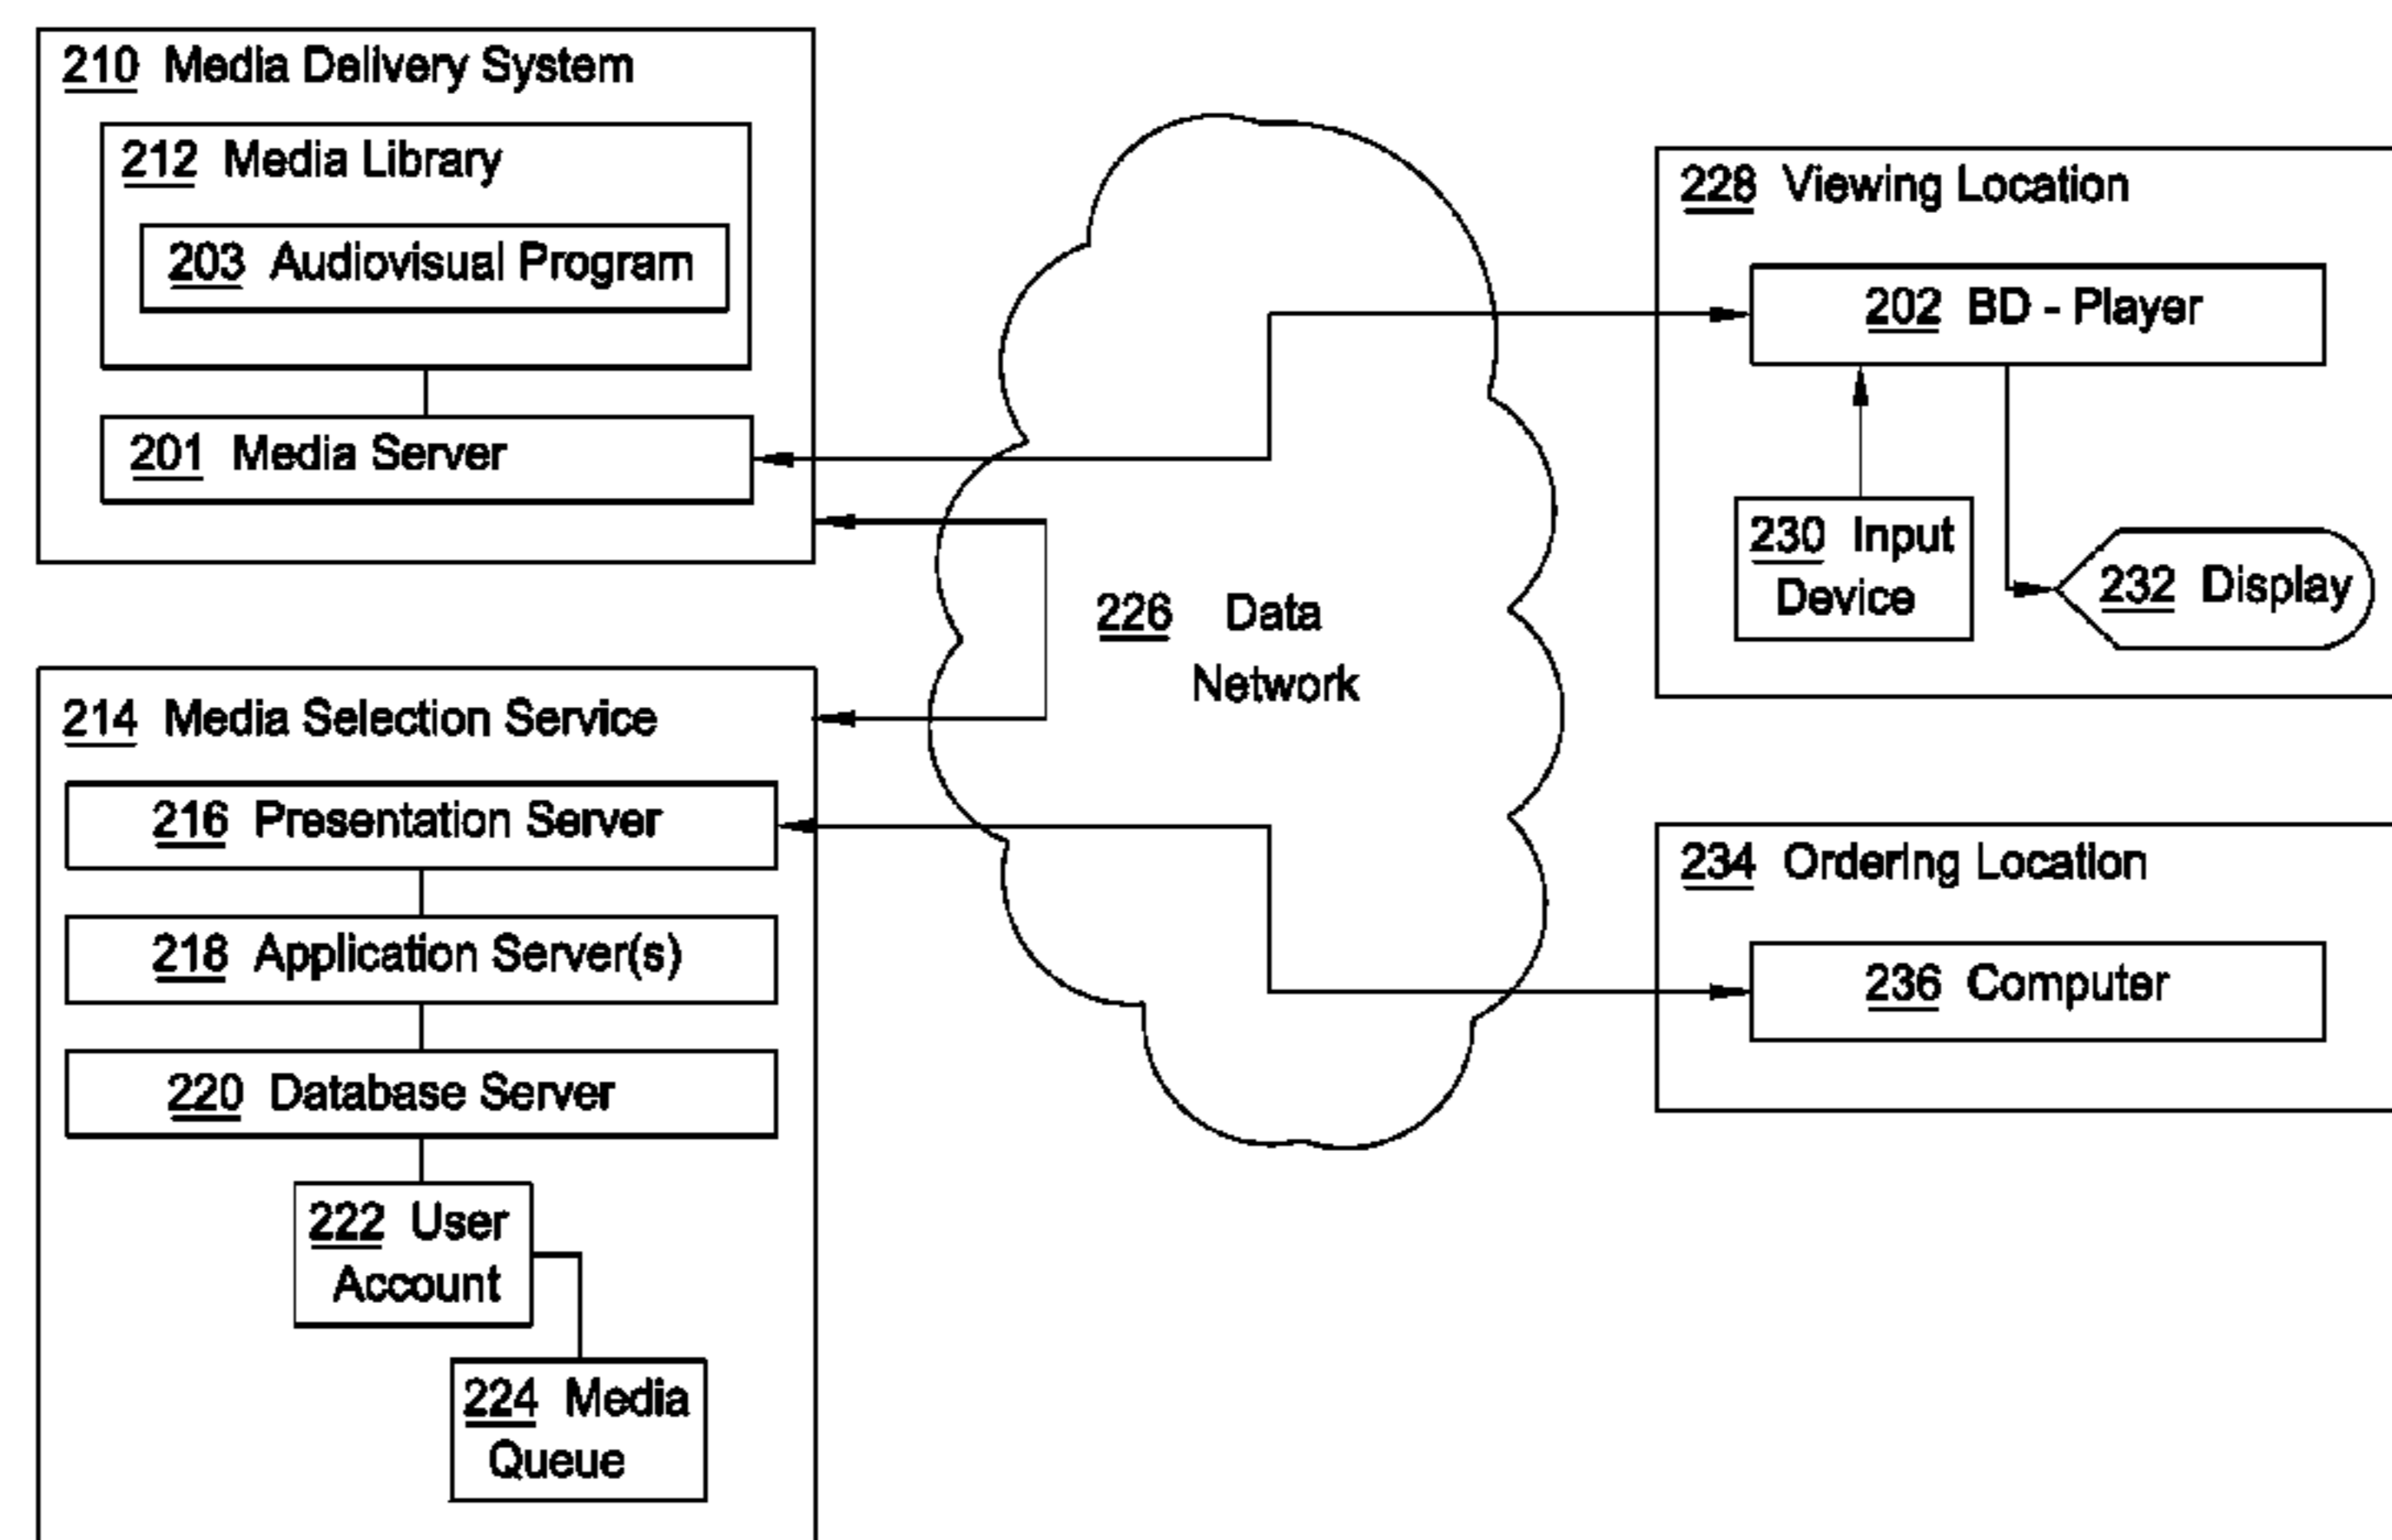 210 Media Delivery System
212 Media Library
203 Audiovisual Program
201 Media Server
214 Media Selection Service
216 Presentation Server
218 Application Server(s)
220 Database Server
222 User
Account
224 Media
Queue
226 Data
Network
228 Viewing Location
202 BD - Player
230 Input
Device
232 Display
234 Ordering Location
236 Computer